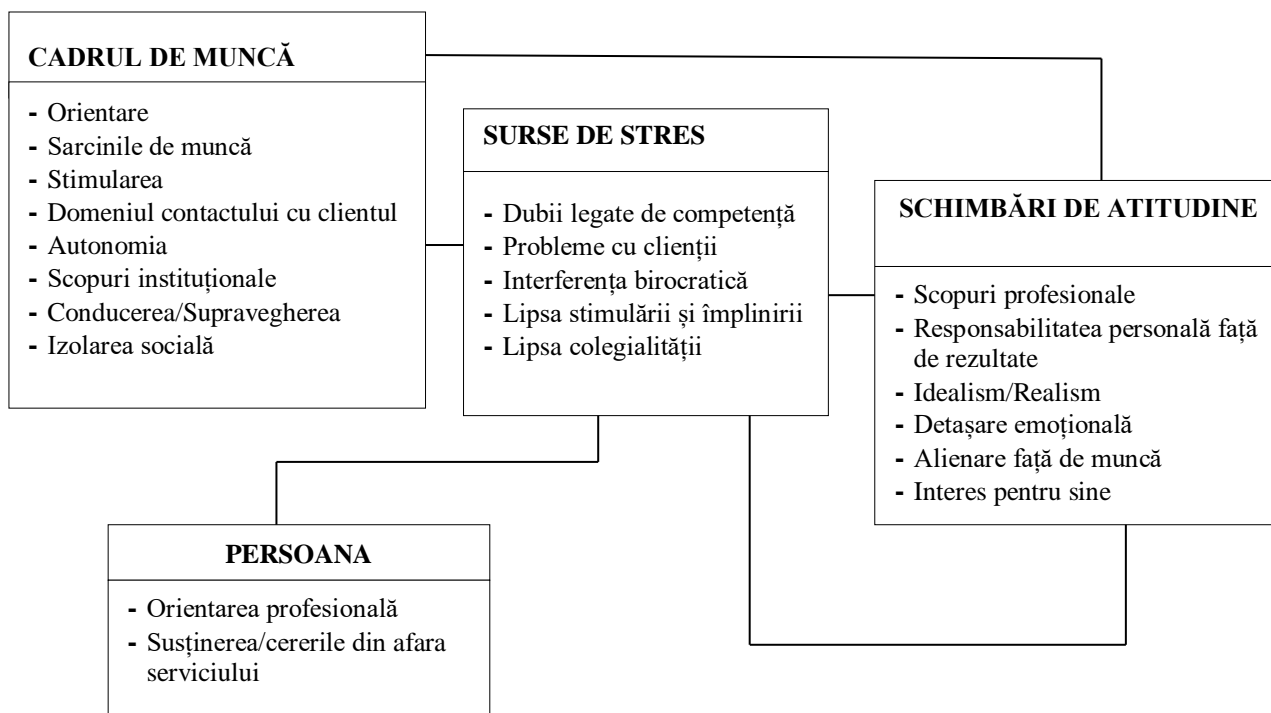 CADRUL DE MUNCĂ
- Orientare
- Sarcinile de muncă
- Stimularea
- Domeniul contactului cu clientul
- Autonomia
- Scopuri instituționale
- Conducerea/Supravegherea
- Izolarea socială
SURSE DE STRES
- Dubii legate de competență
- Probleme cu clienții
- Interferența birocratică
- Lipsa stimulării și împlinirii
- Lipsa colegialității
SCHIMBĂRI DE ATITUDINE
- Scopuri profesionale
- Responsabilitatea personală față
de rezultate
- Idealism/Realism
- Detașare emoțională
- Alienare față de muncă
- Interes pentru sine
PERSOANA
- Orientarea profesională
- Susținerea/cererile din afara
serviciului